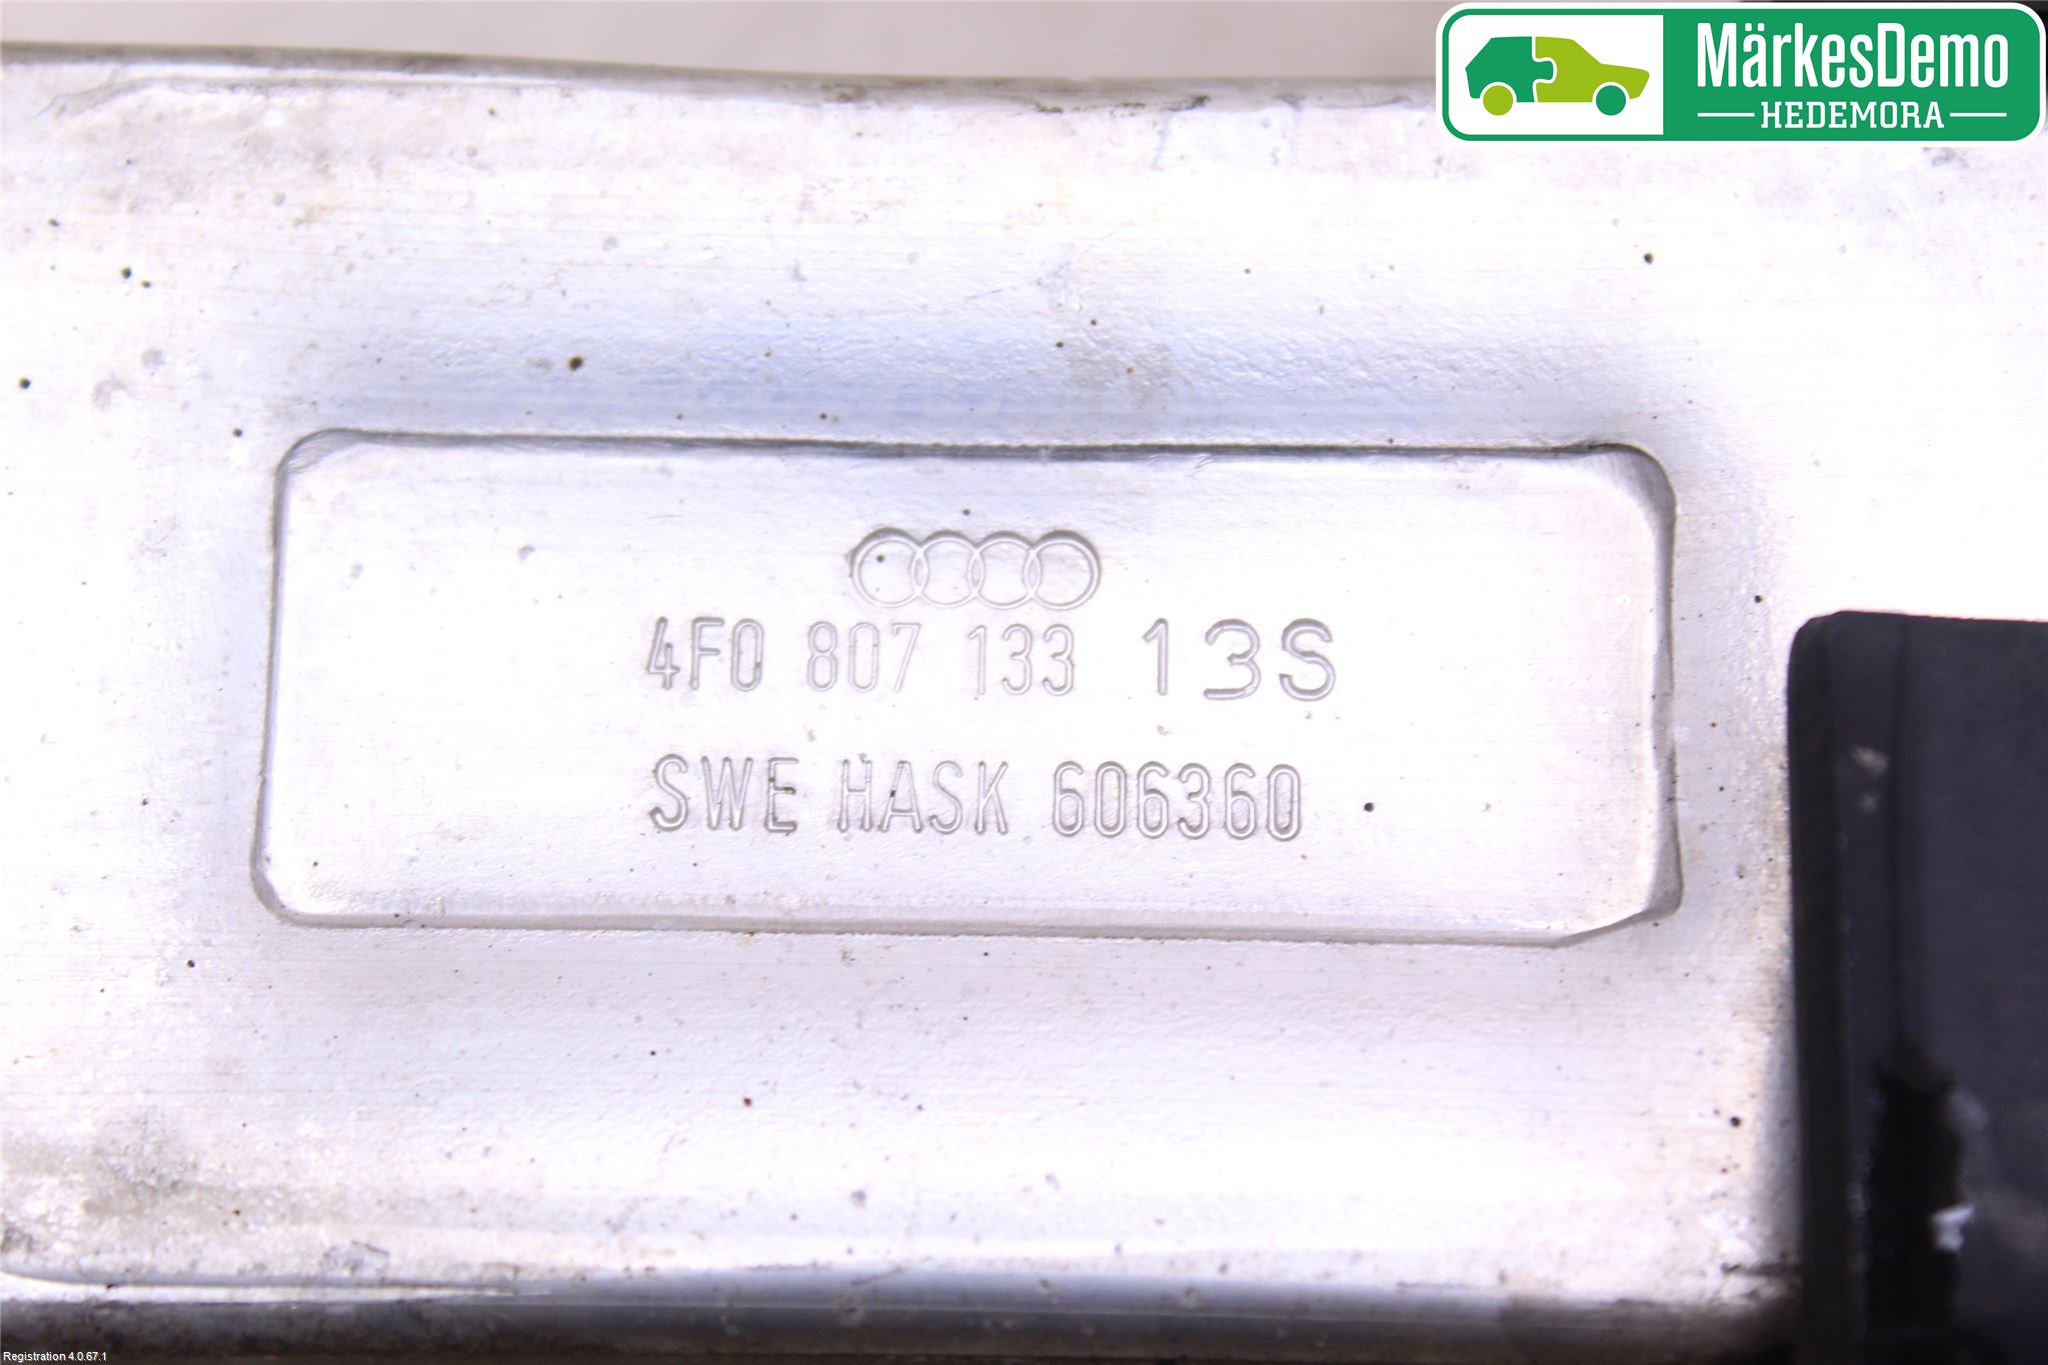 MärkesDemo
HEDEMORA
4F0 807 133 13S
SWE HASK 606360
Registration 4.0.67.1